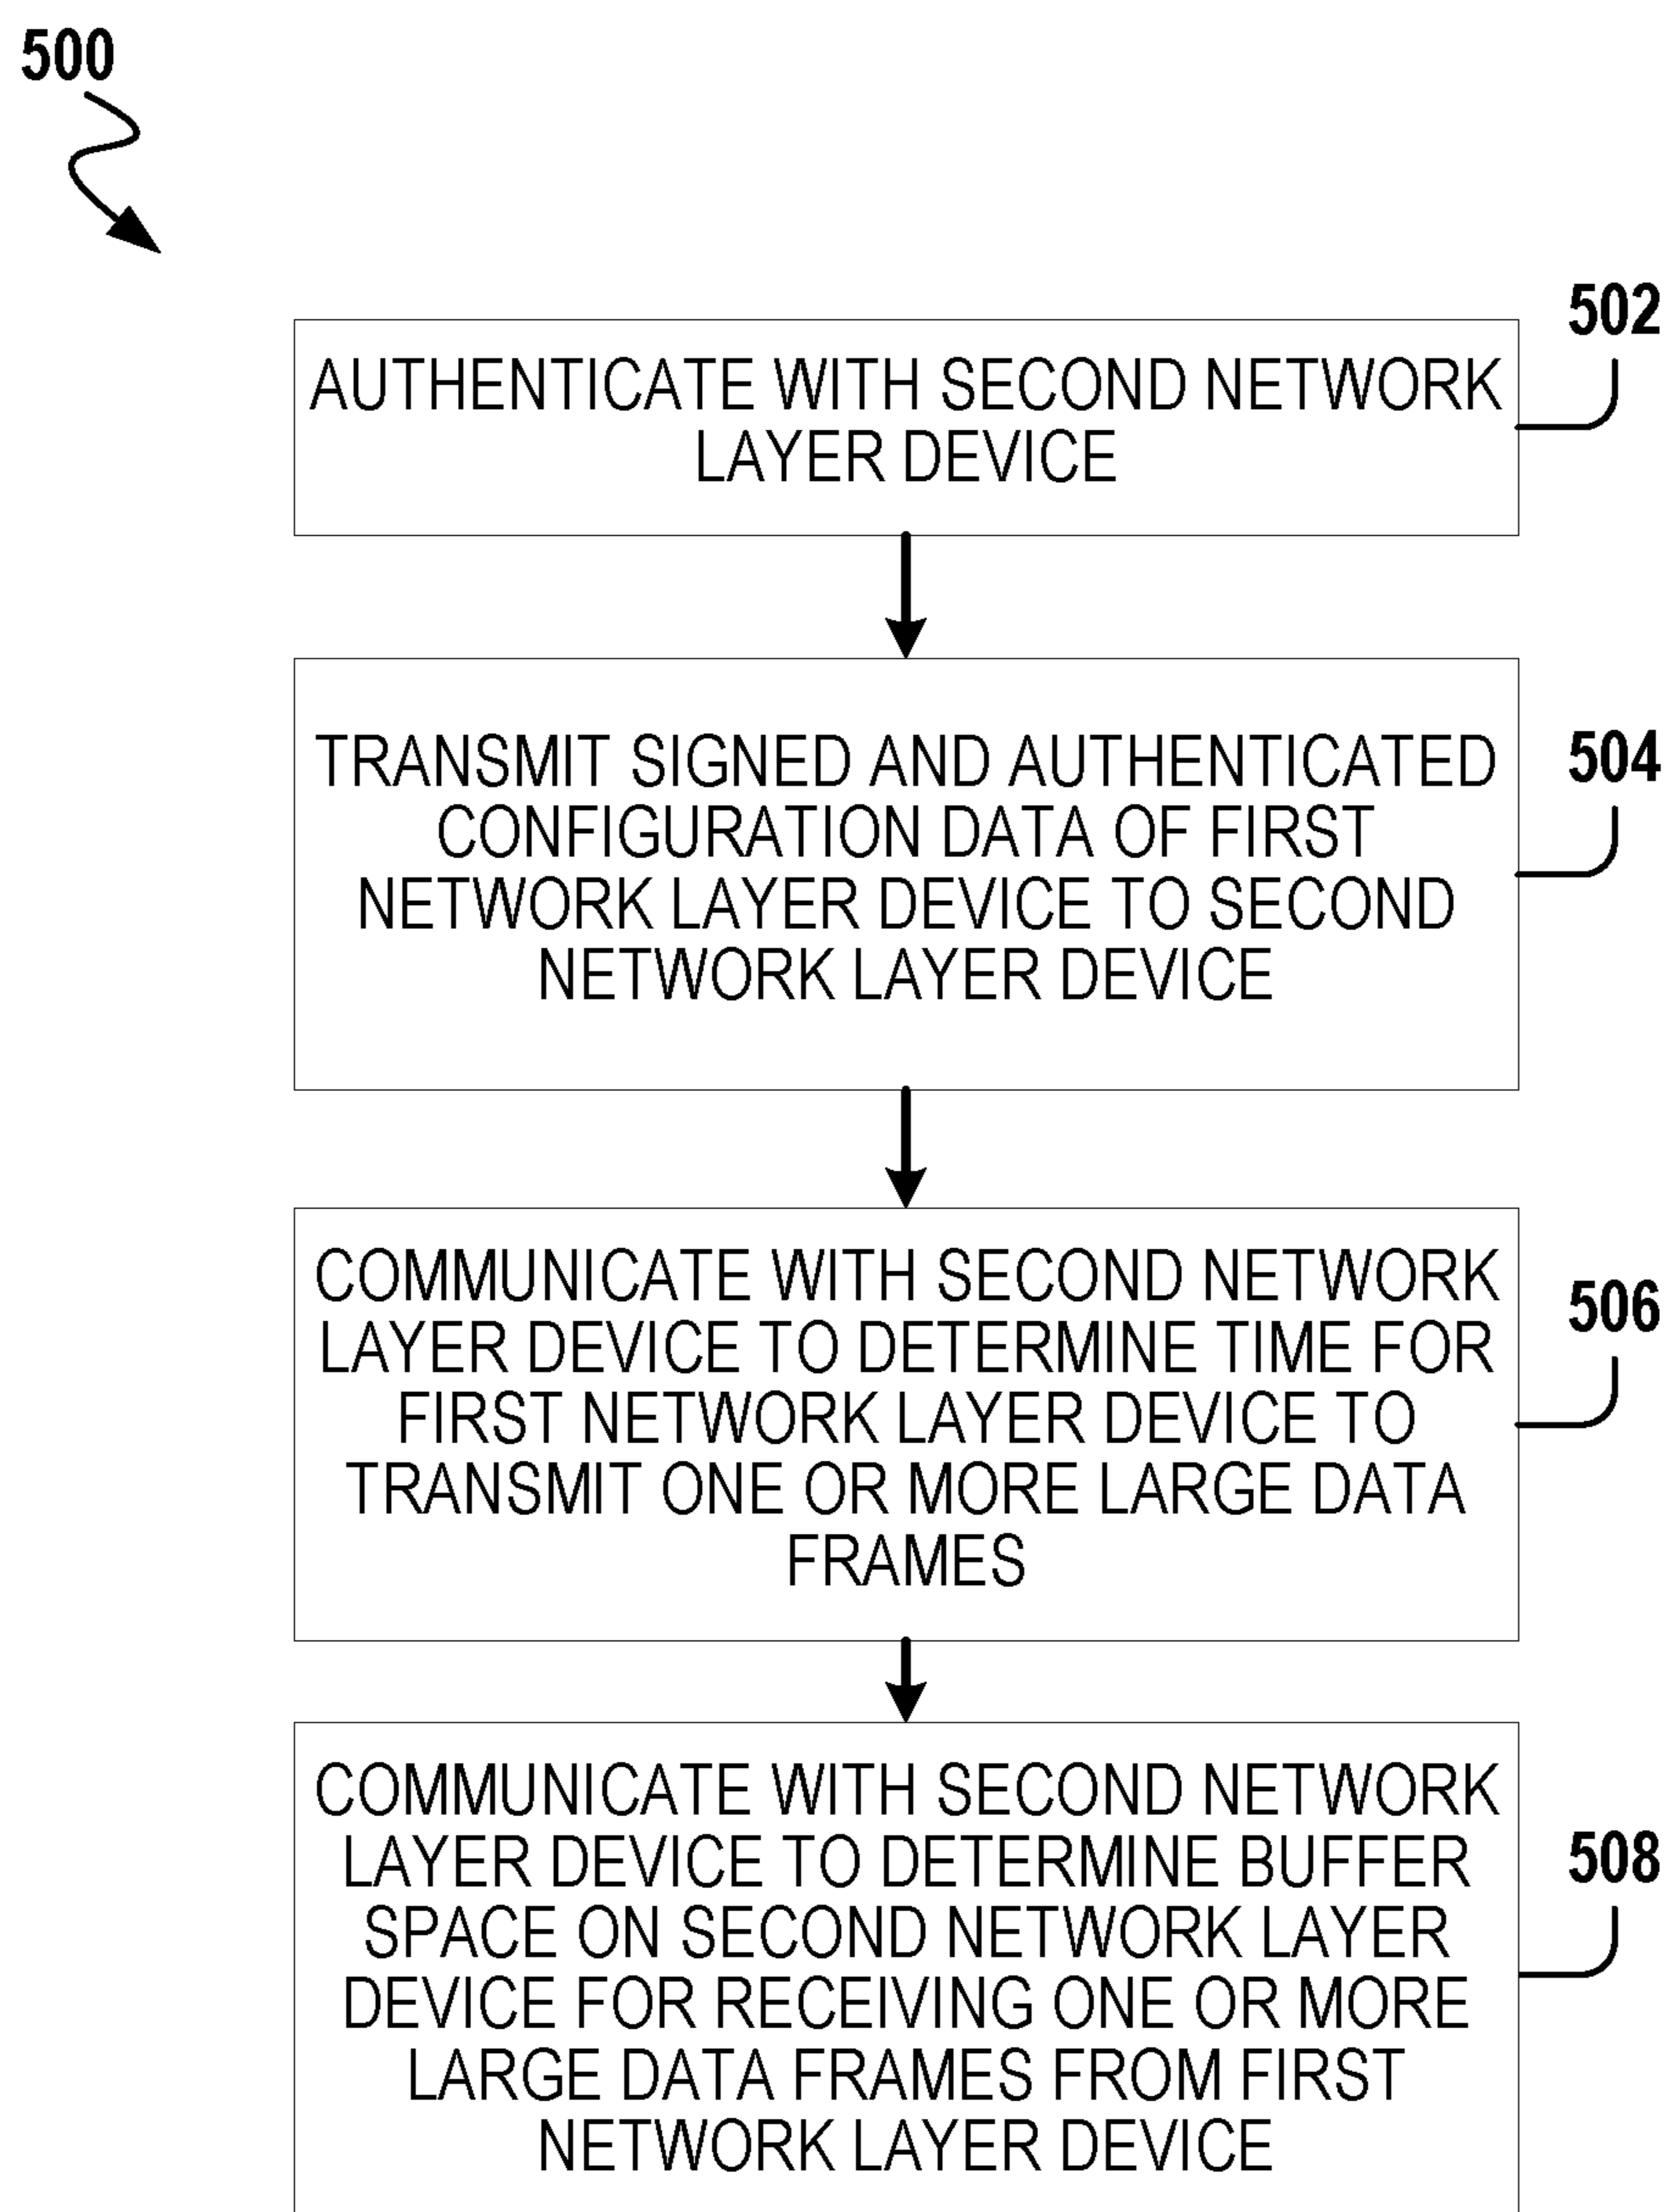 500
502
AUTHENTICATE WITH SECOND NETWORK
LAYER DEVICE
504
TRANSMIT SIGNED AND AUTHENTICATED
CONFIGURATION DATA OF FIRST
NETWORK LAYER DEVICE TO SECOND
NETWORK LAYER DEVICE
506
COMMUNICATE WITH SECOND NETWORK
LAYER DEVICE TO DETERMINE TIME FOR
FIRST NETWORK LAYER DEVICE TO
TRANSMIT ONE OR MORE LARGE DATA
FRAMES
508
COMMUNICATE WITH SECOND NETWORK
LAYER DEVICE TO DETERMINE BUFFER
SPACE ON SECOND NETWORK LAYER
DEVICE FOR RECEIVING ONE OR MORE
LARGE DATA FRAMES FROM FIRST
NETWORK LAYER DEVICE